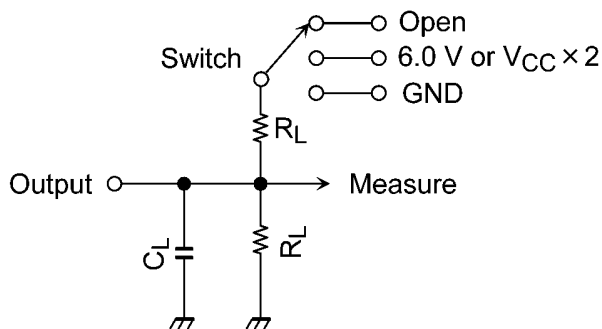 Open
Switch
6.0 V or VCC × 2
GND
RL
Output
Measure
CL
RL